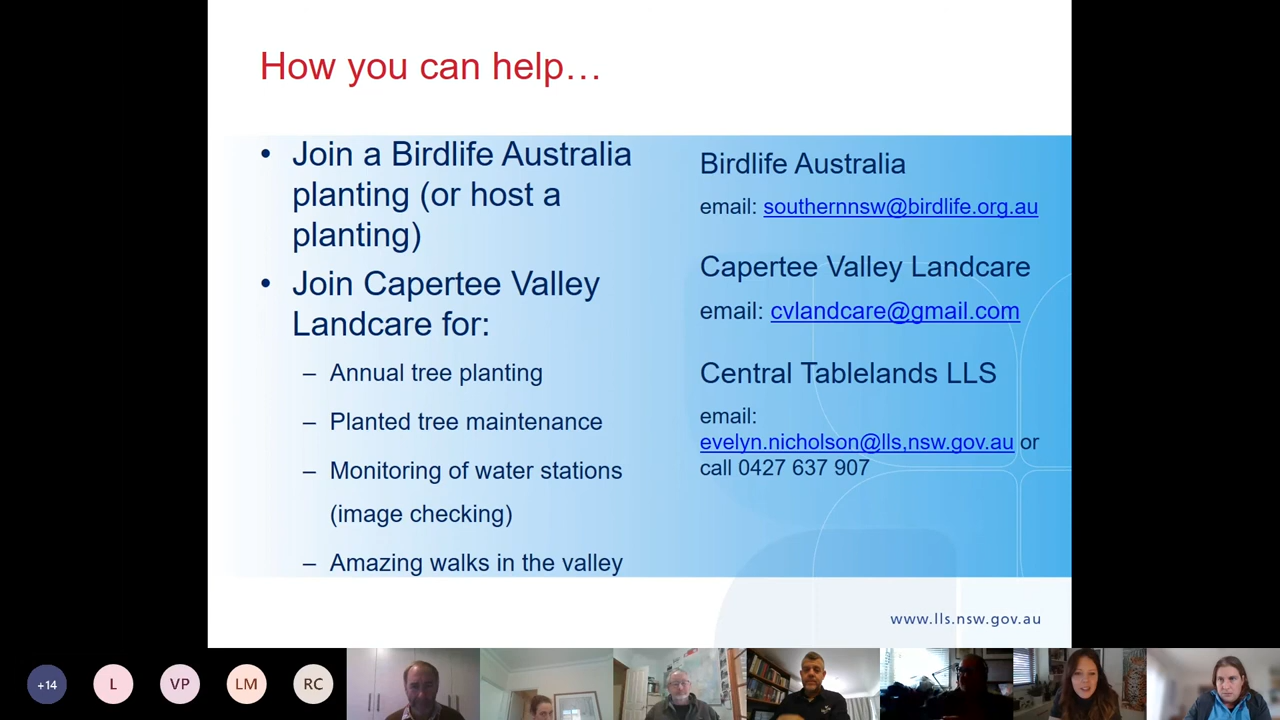 How you can help…
• Join a Birdlife Australia
planting (or host a
planting)
• Join Capertee Valley
Landcare for:
– Annual tree planting
– Planted tree maintenance
– Monitoring of water stations
(image checking)
– Amazing walks in the valley
Birdlife Australia
email: southernnsw@birdlife.org.au
Capertee Valley Landcare
email: cvlandcare@gmail.com
Central Tablelands LLS
email:
evelyn.nicholson@lls,nsw.gov.au or
call 0427 637 907
www.lls.nsw.gov.au
+14
L
VP
LM
RC